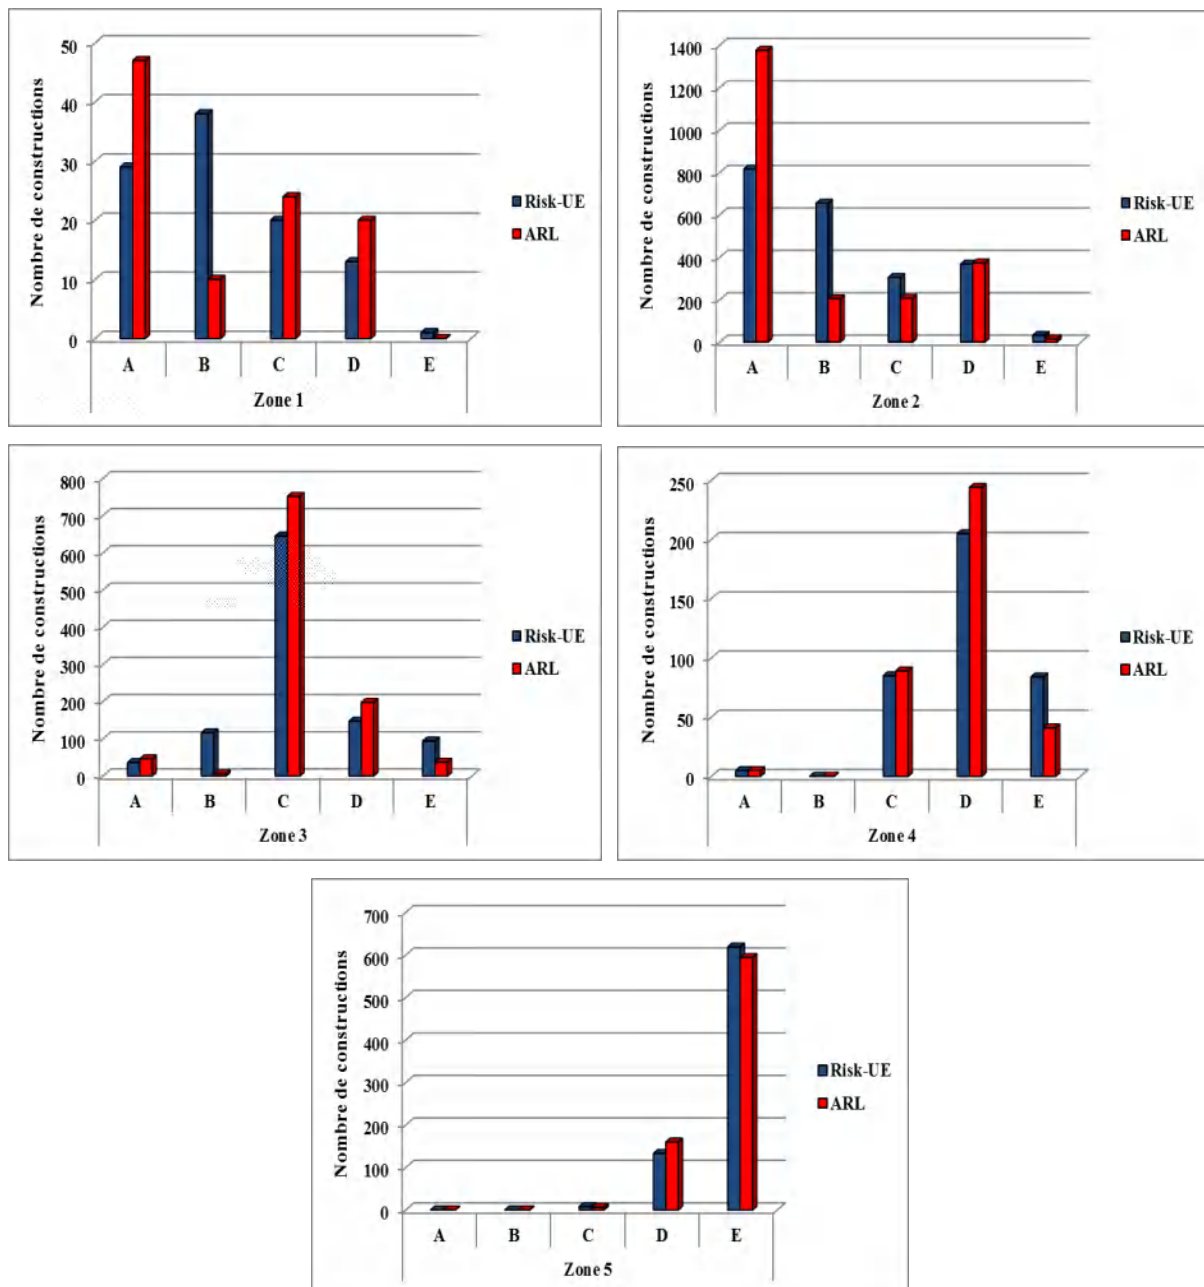 Nombre de constructions
50
40
30
20
10
0
A B C D E
Zone 1
Risk-UE
ARL
Nombre de constructions
1400
1200
1000
800
600
400
200
0
A B C D E
Zone 2
Risk-UE
ARL
Nombre de constructions
800
700
600
500
400
300
200
100
0
A B C D E
Zone 3
Risk-UE
ARL
Nombre de constructions
250
200
150
100
50
0
A B C D E
Zone 4
Risk-UE
ARL
Nombre de constructions
700
600
500
400
300
200
100
0
A B C D E
Zone 5
Risk-UE
ARL